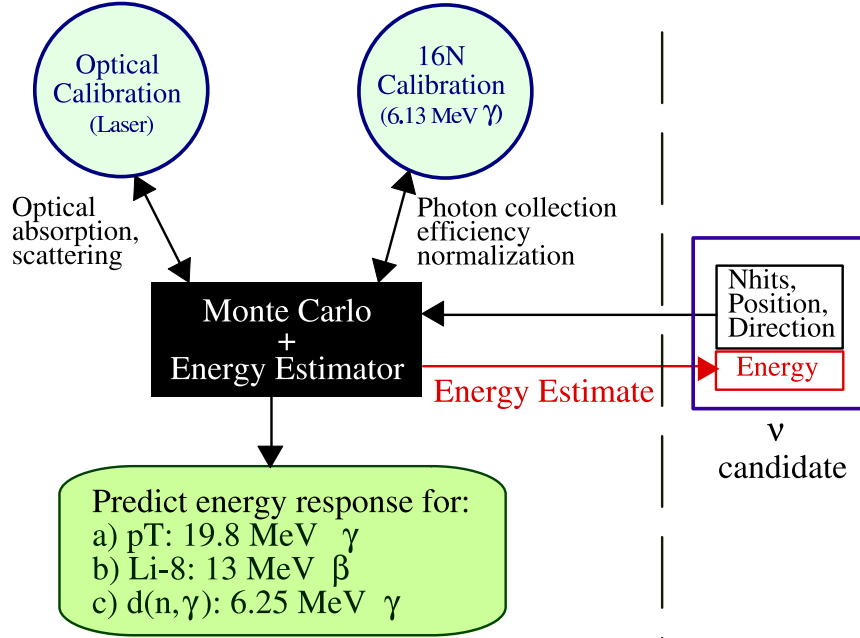 Optical
Calibration
(Laser)
16N
Calibration
(6.13 MeV γ)
Optical
absorption,
scattering
Photon collection
efficiency
normalization
Monte Carlo
+
Energy Estimator
Nhits,
Position,
Direction
Energy
Energy Estimate
ν
candidate
Predict energy response for:
a) pT: 19.8 MeV γ
b) Li-8: 13 MeV β
c) d(n,γ): 6.25 MeV γ